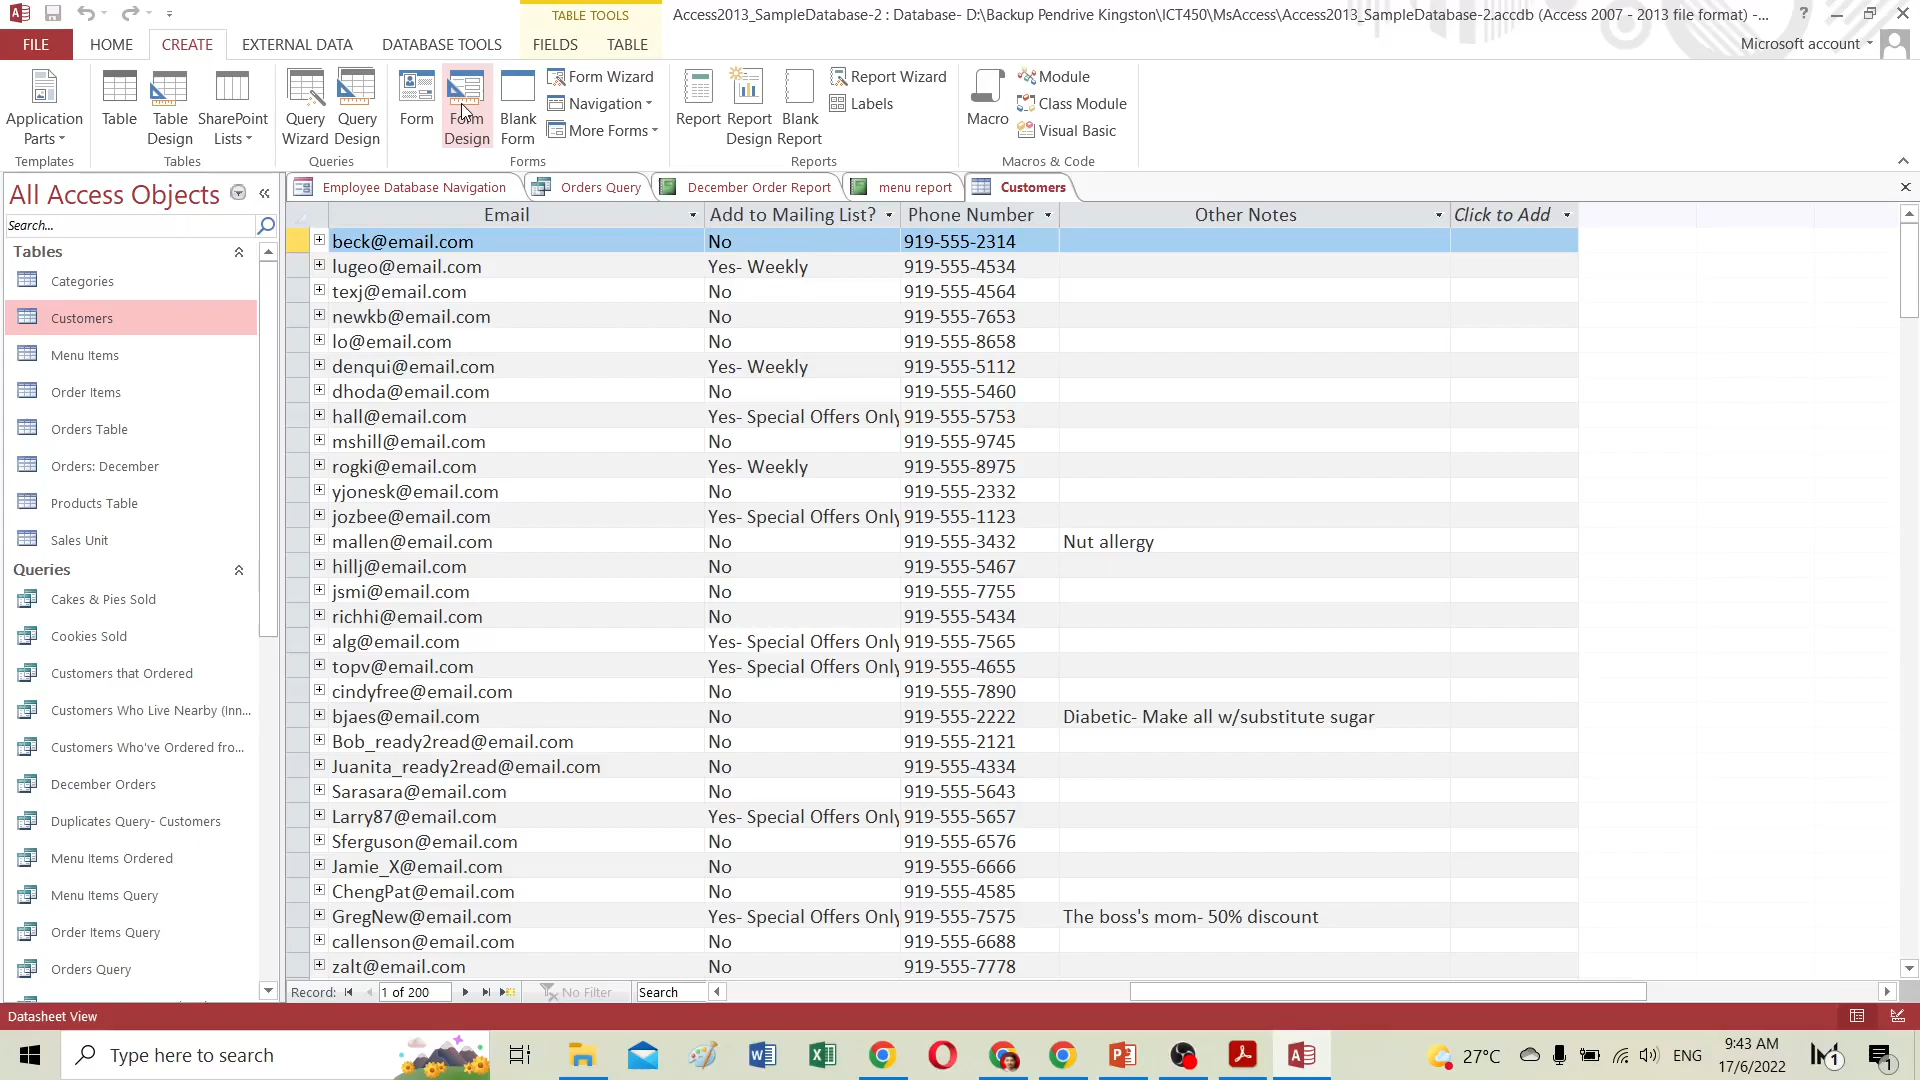 TABLE TOOLS
Access2013_SampleDatabase-2 : Database- D:\Backup Pendrive Kingston\ICT450\MsAccess\Access2013_SampleDatabase-2.accdb (Access 2007 - 2013 file format) -...
FILE HOME CREATE EXTERNAL DATA DATABASE TOOLS FIELDS TABLE
Microsoft account
Application Parts
Table
Table Design
SharePoint Lists
Query Wizard
Query Design
Form
Form Design
Blank Form
Form Wizard
Navigation
More Forms
Report
Report Design
Blank Report
Report Wizard
Labels
Macro
Module
Class Module
Visual Basic
Templates
Tables
Queries
Forms
Reports
Macros & Code
All Access Objects
Search...
Tables
Categories
Customers
Menu Items
Order Items
Orders Table
Orders: December
Products Table
Sales Unit
Queries
Cakes & Pies Sold
Cookies Sold
Customers that Ordered
Customers Who Live Nearby (Inn...
Customers Who've Ordered fro...
December Orders
Duplicates Query- Customers
Menu Items Ordered
Menu Items Query
Order Items Query
Orders Query
Employee Database Navigation Orders Query December Order Report menu report Customers
Email Add to Mailing List? Phone Number Other Notes Click to Add
beck@email.com No 919-555-2314
lugeo@email.com Yes- Weekly 919-555-4534
texj@email.com No 919-555-4564
newkb@email.com No 919-555-7653
lo@email.com No 919-555-8658
denqui@email.com Yes- Weekly 919-555-5112
dhoda@email.com No 919-555-5460
hall@email.com Yes- Special Offers Only 919-555-5753
mshill@email.com No 919-555-9745
rogki@email.com Yes- Weekly 919-555-8975
yjonesk@email.com No 919-555-2332
jozbee@email.com Yes- Special Offers Only 919-555-1123
mallen@email.com No 919-555-3432 Nut allergy
hillj@email.com No 919-555-5467
jsmi@email.com No 919-555-7755
richhi@email.com No 919-555-5434
alg@email.com Yes- Special Offers Only 919-555-7565
topv@email.com Yes- Special Offers Only 919-555-4655
cindyfree@email.com No 919-555-7890
bjaes@email.com No 919-555-2222 Diabetic- Make all w/substitute sugar
Bob_ready2read@email.com No 919-555-2121
Juanita_ready2read@email.com No 919-555-4334
Sarasara@email.com No 919-555-5643
Larry87@email.com Yes- Special Offers Only 919-555-5657
Sferguson@email.com No 919-555-6576
Jamie_X@email.com No 919-555-6666
ChengPat@email.com No 919-555-4585
GregNew@email.com Yes- Special Offers Only 919-555-7575 The boss's mom- 50% discount
callenson@email.com No 919-555-6688
zalt@email.com No 919-555-7778
Record: 1 of 200 No Filter Search
Datasheet View
Type here to search
27°C
ENG
9:43 AM
17/6/2022
1
1